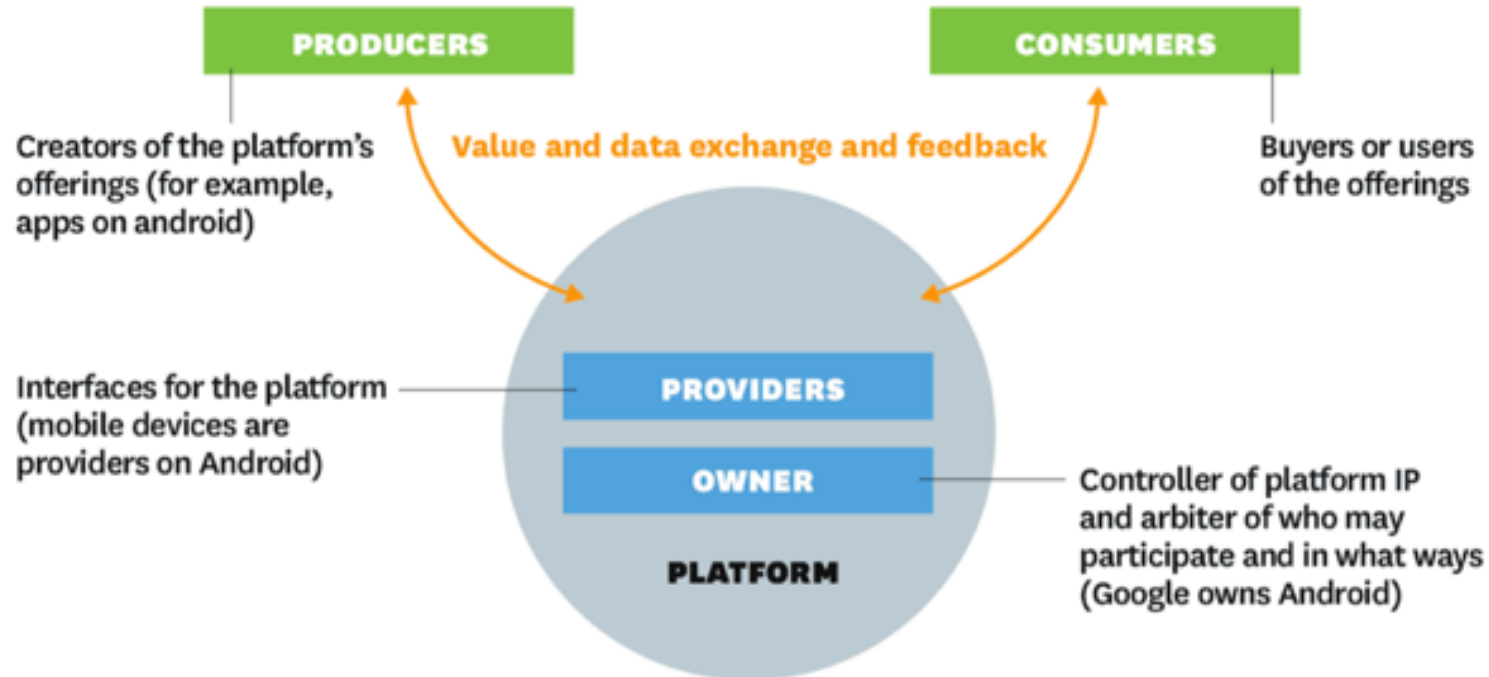 PRODUCERS
CONSUMERS
Creators of the platform's
offerings (for example,
apps on android)
Value and data exchange and feedback
Buyers or users
of the offerings
Interfaces for the platform
(mobile devices are
providers on Android)
PROVIDERS
OWNER
Controller of platform IP
and arbiter of who may
participate and in what ways
(Google owns Android)
PLATFORM